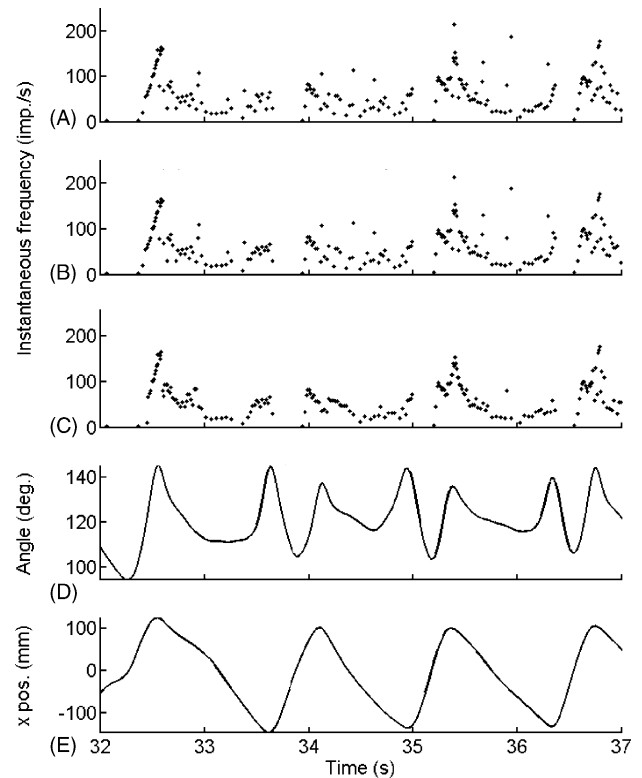 Instantaneous frequency (imp./s)
200
100
0
(A)
200
100
0
(B)
200
100
0
(C)
Angle (deg.)
140
120
100
(D)
x pos. (mm)
100
0
-100
(E)
32 33 34 35 36 37
Time (s)